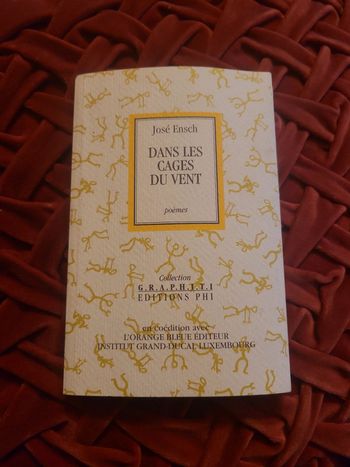 José Ensch
DANS LES
CAGES
DU VENT
poèmes
Collection
G.R.A.P.H.I.T.I
EDITIONS PHI
en coédition avec
L'ORANGE BLEUE ÉDITEUR
INSTITUT GRAND-DUCAL, LUXEMBOURG